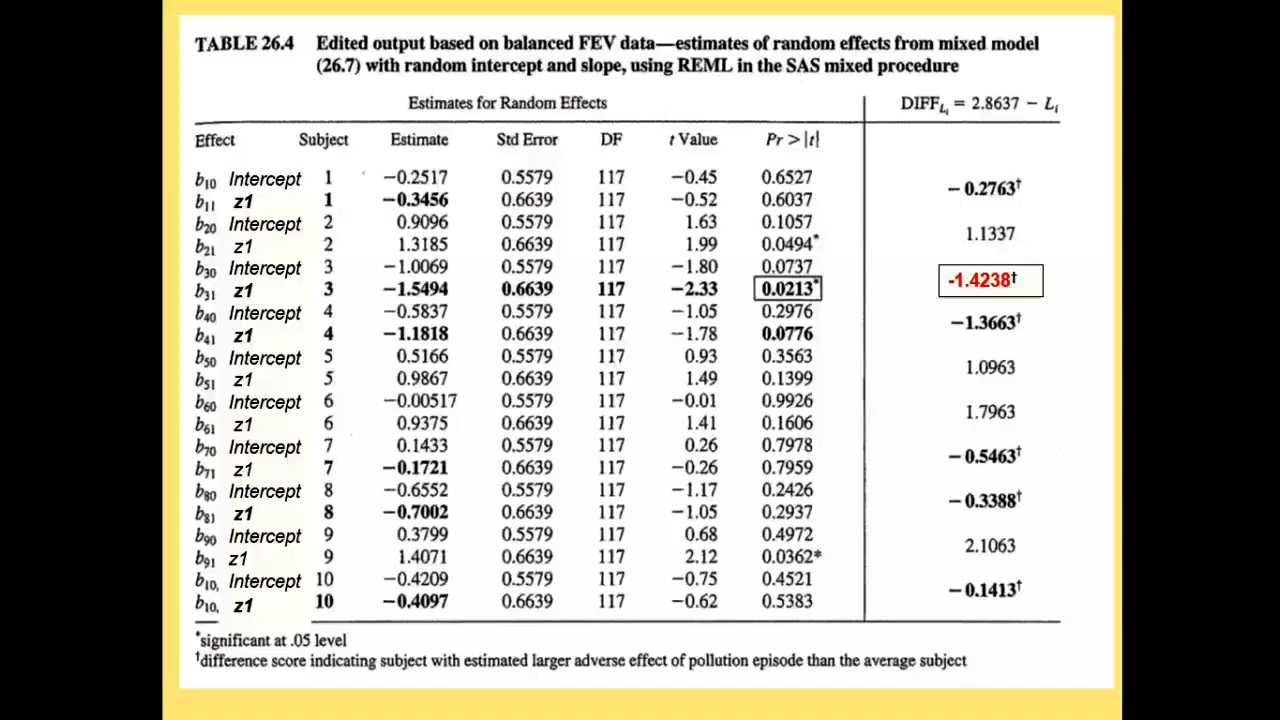 TABLE 26.4 Edited output based on balanced FEV data—estimates of random effects from mixed model
(26.7) with random intercept and slope, using REML in the SAS mixed procedure
Estimates for Random Effects DIFF_Li = 2.8637 − Li
Effect Subject Estimate Std Error DF t Value Pr > |t|
b10 Intercept 1 −0.2517 0.5579 117 −0.45 0.6527
− 0.2763†
b11 z1 1 −0.3456 0.6639 117 −0.52 0.6037
b20 Intercept 2 0.9096 0.5579 117 1.63 0.1057
1.1337
b21 z1 2 1.3185 0.6639 117 1.99 0.0494*
b30 Intercept 3 −1.0069 0.5579 117 −1.80 0.0737
-1.4238†
b31 z1 3 −1.5494 0.6639 117 −2.33 0.0213*
b40 Intercept 4 −0.5837 0.5579 117 −1.05 0.2976
−1.3663†
b41 z1 4 −1.1818 0.6639 117 −1.78 0.0776
b50 Intercept 5 0.5166 0.5579 117 0.93 0.3563
1.0963
b51 z1 5 0.9867 0.6639 117 1.49 0.1399
b60 Intercept 6 −0.00517 0.5579 117 −0.01 0.9926
1.7963
b61 z1 6 0.9375 0.6639 117 1.41 0.1606
b70 Intercept 7 0.1433 0.5579 117 0.26 0.7978
− 0.5463†
b71 z1 7 −0.1721 0.6639 117 −0.26 0.7959
b80 Intercept 8 −0.6552 0.5579 117 −1.17 0.2426
− 0.3388†
b81 z1 8 −0.7002 0.6639 117 −1.05 0.2937
b90 Intercept 9 0.3799 0.5579 117 0.68 0.4972
2.1063
b91 z1 9 1.4071 0.6639 117 2.12 0.0362*
b10, Intercept 10 −0.4209 0.5579 117 −0.75 0.4521
− 0.1413†
b10, z1 10 −0.4097 0.6639 117 −0.62 0.5383
*significant at .05 level
†difference score indicating subject with estimated larger adverse effect of pollution episode than the average subject